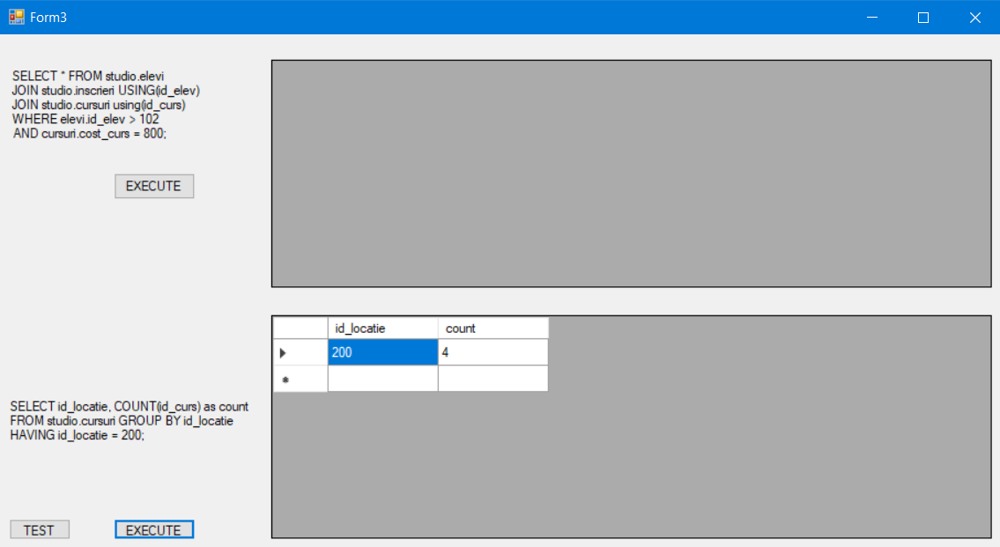 Form3
SELECT * FROM studio.elevi
JOIN studio.inscrieri USING(id_elev)
JOIN studio.cursuri using(id_curs)
WHERE elevi.id_elev > 102
AND cursuri.cost_curs = 800;
EXECUTE
id_locatie count
200 4
SELECT id_locatie, COUNT(id_curs) as count
FROM studio.cursuri GROUP BY id_locatie
HAVING id_locatie = 200;
TEST EXECUTE